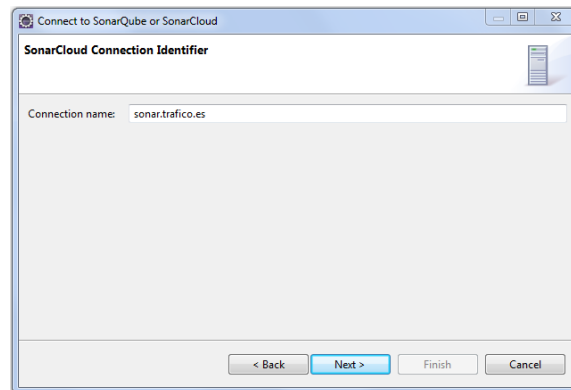 Connect to SonarQube or SonarCloud
SonarCloud Connection Identifier
Connection name: sonar.trafico.es
< Back Next > Finish Cancel